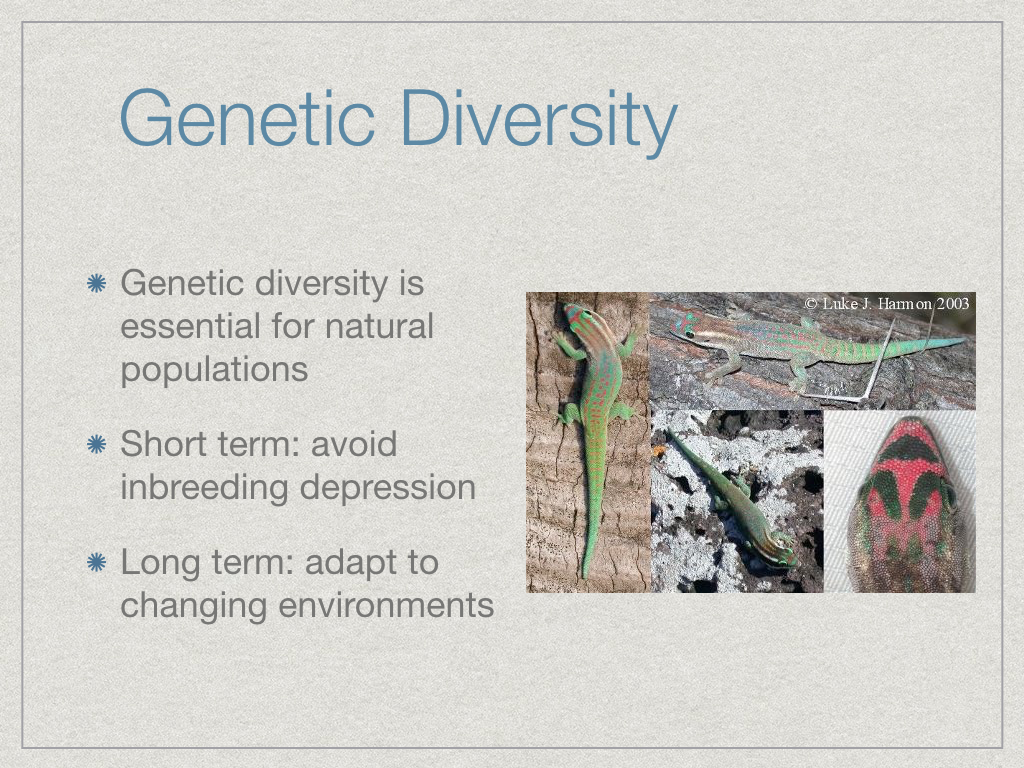 Genetic Diversity
Genetic diversity is
essential for natural
populations
Short term: avoid
inbreeding depression
Long term: adapt to
changing environments
© Luke J. Harmon 2003